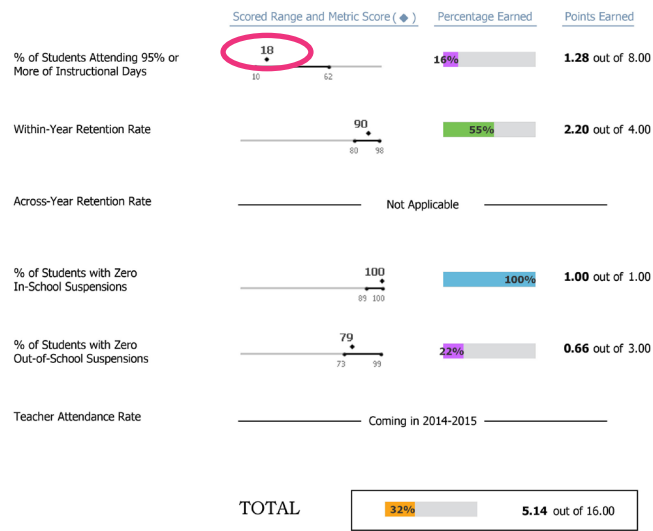 Scored Range and Metric Score ( ◆ ) Percentage Earned Points Earned
18
% of Students Attending 95% or
More of Instructional Days
16%
1.28 out of 8.00
10 62
90
Within-Year Retention Rate
55%
2.20 out of 4.00
80 98
Across-Year Retention Rate
Not Applicable
100
% of Students with Zero
In-School Suspensions
100%
1.00 out of 1.00
89 100
79
% of Students with Zero
Out-of-School Suspensions
22%
0.66 out of 3.00
73 99
Teacher Attendance Rate
Coming in 2014-2015
TOTAL 32% 5.14 out of 16.00